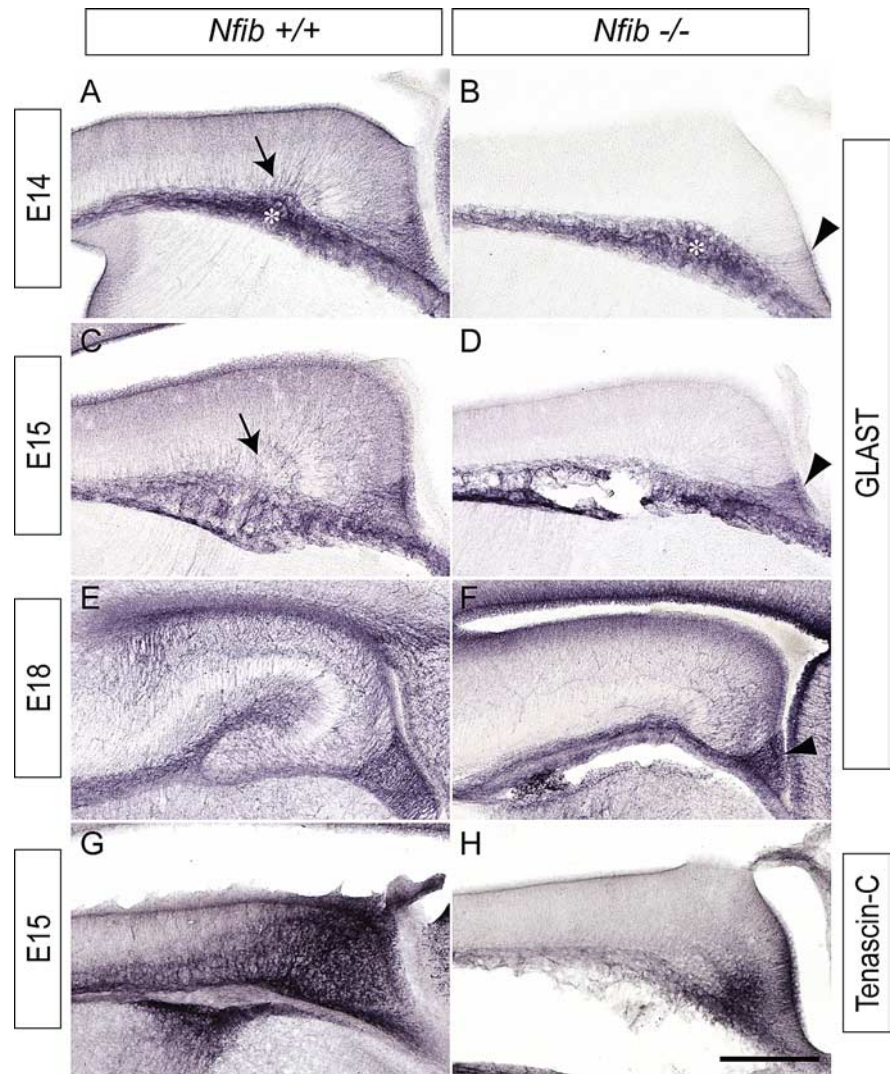 Nfib +/+
Nfib -/-
A
B
E14
C
D
E15
GLAST
E
F
E18
G
H
E15
Tenascin-C
*
*